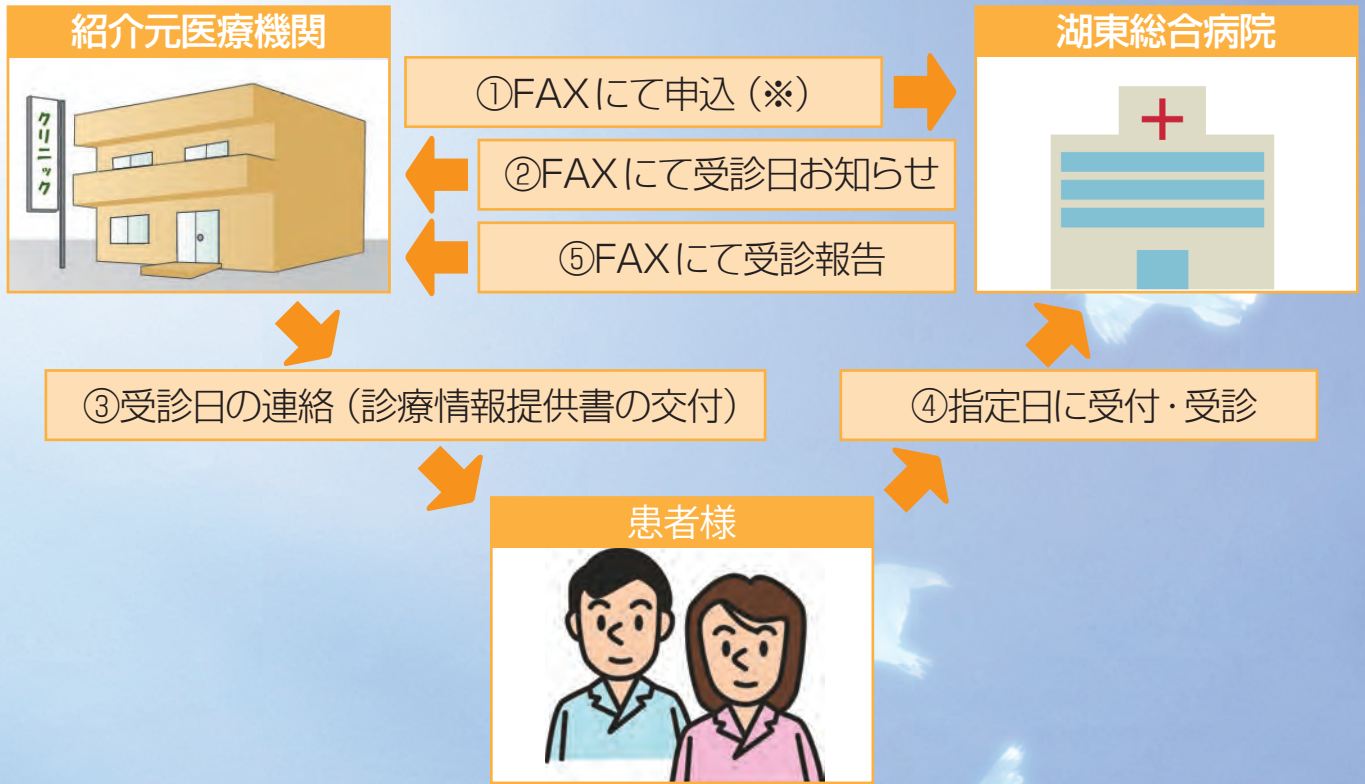 紹介元医療機関
湖東総合病院
クリニック
①FAXにて申込（※）
②FAXにて受診日お知らせ
⑤FAXにて受診報告
③受診日の連絡（診療情報提供書の交付）
④指定日に受付・受診
患者様